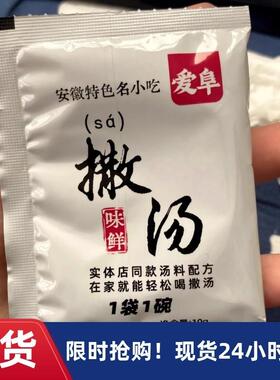 安徽特色名小吃
爱阜
(sá)
撒汤
味鲜
实体店同款汤料配方
在家就能轻松喝撒汤
1袋1碗
货
限时抢购！现货24小时